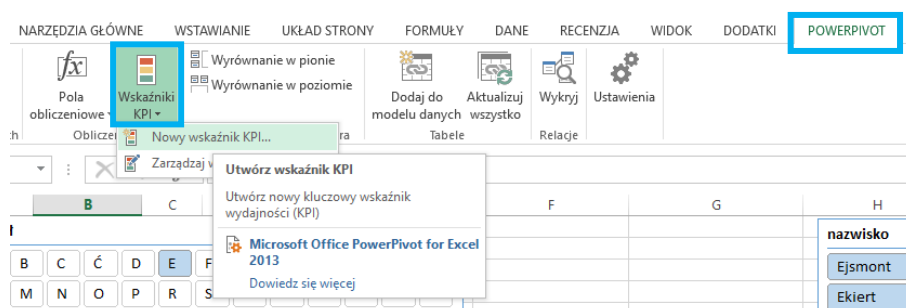 NARZĘDZIA GŁÓWNE WSTAWIANIE UKŁAD STRONY FORMUŁY DANE RECENZJA WIDOK DODATKI POWERPIVOT
fx
Wyrównanie w pionie
Wyrównanie w poziomie
Pola obliczeniowe
Wskaźniki KPI
Dodaj do modelu danych
Aktualizuj wszystko
Wykryj
Ustawienia
Tabele
Relacje
Nowy wskaźnik KPI...
Zarządzaj
Utwórz wskaźnik KPI
Utwórz nowy kluczowy wskaźnik
wydajności (KPI)
Microsoft Office PowerPivot for Excel
2013
Dowiedz się więcej
B C F G H
nazwisko
B C Ć D E F
Ejsmont
M N O P R S
Ekiert